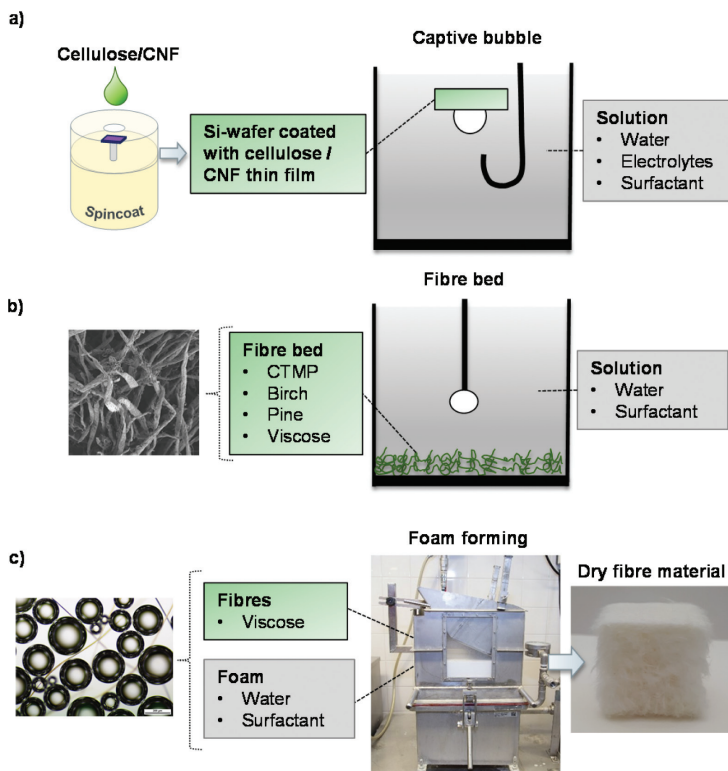 a)
Cellulose/CNF
Spincoat
Si-wafer coated
with cellulose /
CNF thin film
Captive bubble
Solution
• Water
• Electrolytes
• Surfactant
b)
Fibre bed
• CTMP
• Birch
• Pine
• Viscose
Fibre bed
Solution
• Water
• Surfactant
c)
Fibres
• Viscose
Foam
• Water
• Surfactant
Foam forming
Dry fibre material